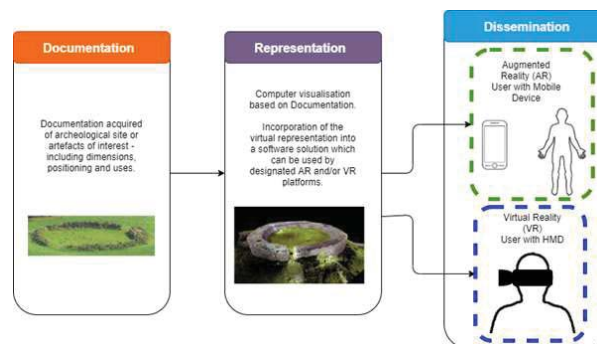 Documentation
Documentation acquired
of archeological site or
artefacts of interest -
including dimensions,
positioning and uses.
Representation
Computer visualisation
based on Documentation.
Incorporation of the
virtual representation into
a software solution which
can be used by
designated AR and/or VR
platforms.
Dissemination
Augmented
Reality (AR)
User with Mobile
Device
Virtual Reality
(VR)
User with HMD